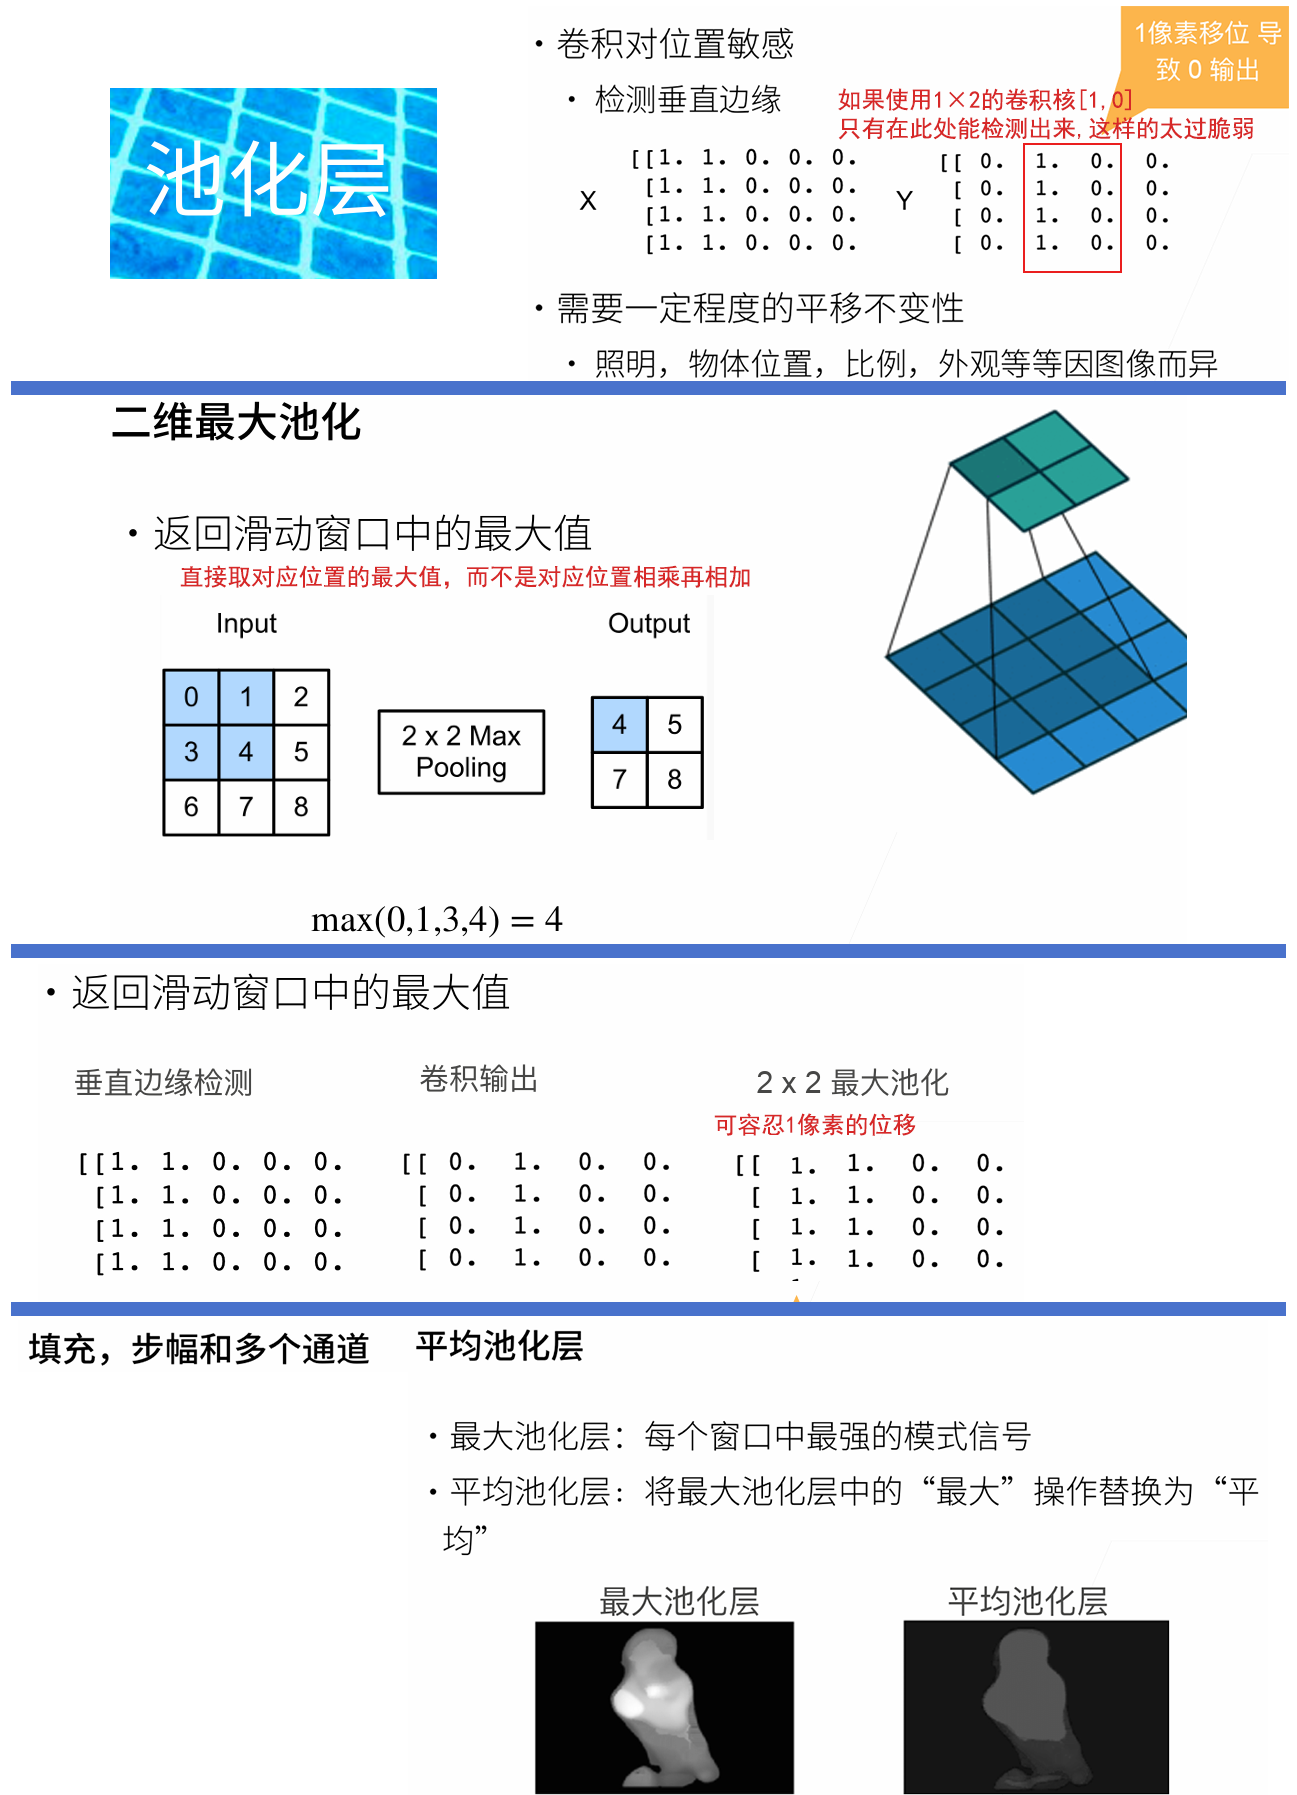 池化层
• 卷积对位置敏感
• 检测垂直边缘
1像素移位 导
致 0 输出
如果使用1×2的卷积核[1,0]
只有在此处能检测出来,这样的太过脆弱
X
[[1. 1. 0. 0. 0.
[1. 1. 0. 0. 0.
[1. 1. 0. 0. 0.
[1. 1. 0. 0. 0.
Y
[[ 0. 1. 0. 0.
[ 0. 1. 0. 0.
[ 0. 1. 0. 0.
[ 0. 1. 0. 0.
• 需要一定程度的平移不变性
• 照明，物体位置，比例，外观等等因图像而异
二维最大池化
• 返回滑动窗口中的最大值
直接取对应位置的最大值，而不是对应位置相乘再相加
Input
0 1 2
3 4 5
6 7 8
2 x 2 Max
Pooling
Output
4 5
7 8
max(0,1,3,4) = 4
• 返回滑动窗口中的最大值
垂直边缘检测
[[1. 1. 0. 0. 0.
[1. 1. 0. 0. 0.
[1. 1. 0. 0. 0.
[1. 1. 0. 0. 0.
卷积输出
[[ 0. 1. 0. 0.
[ 0. 1. 0. 0.
[ 0. 1. 0. 0.
[ 0. 1. 0. 0.
2 x 2 最大池化
可容忍1像素的位移
[[ 1. 1. 0. 0.
[ 1. 1. 0. 0.
[ 1. 1. 0. 0.
[ 1. 1. 0. 0.
填充，步幅和多个通道
平均池化层
• 最大池化层：每个窗口中最强的模式信号
• 平均池化层：将最大池化层中的“最大”操作替换为“平
均”
最大池化层
平均池化层